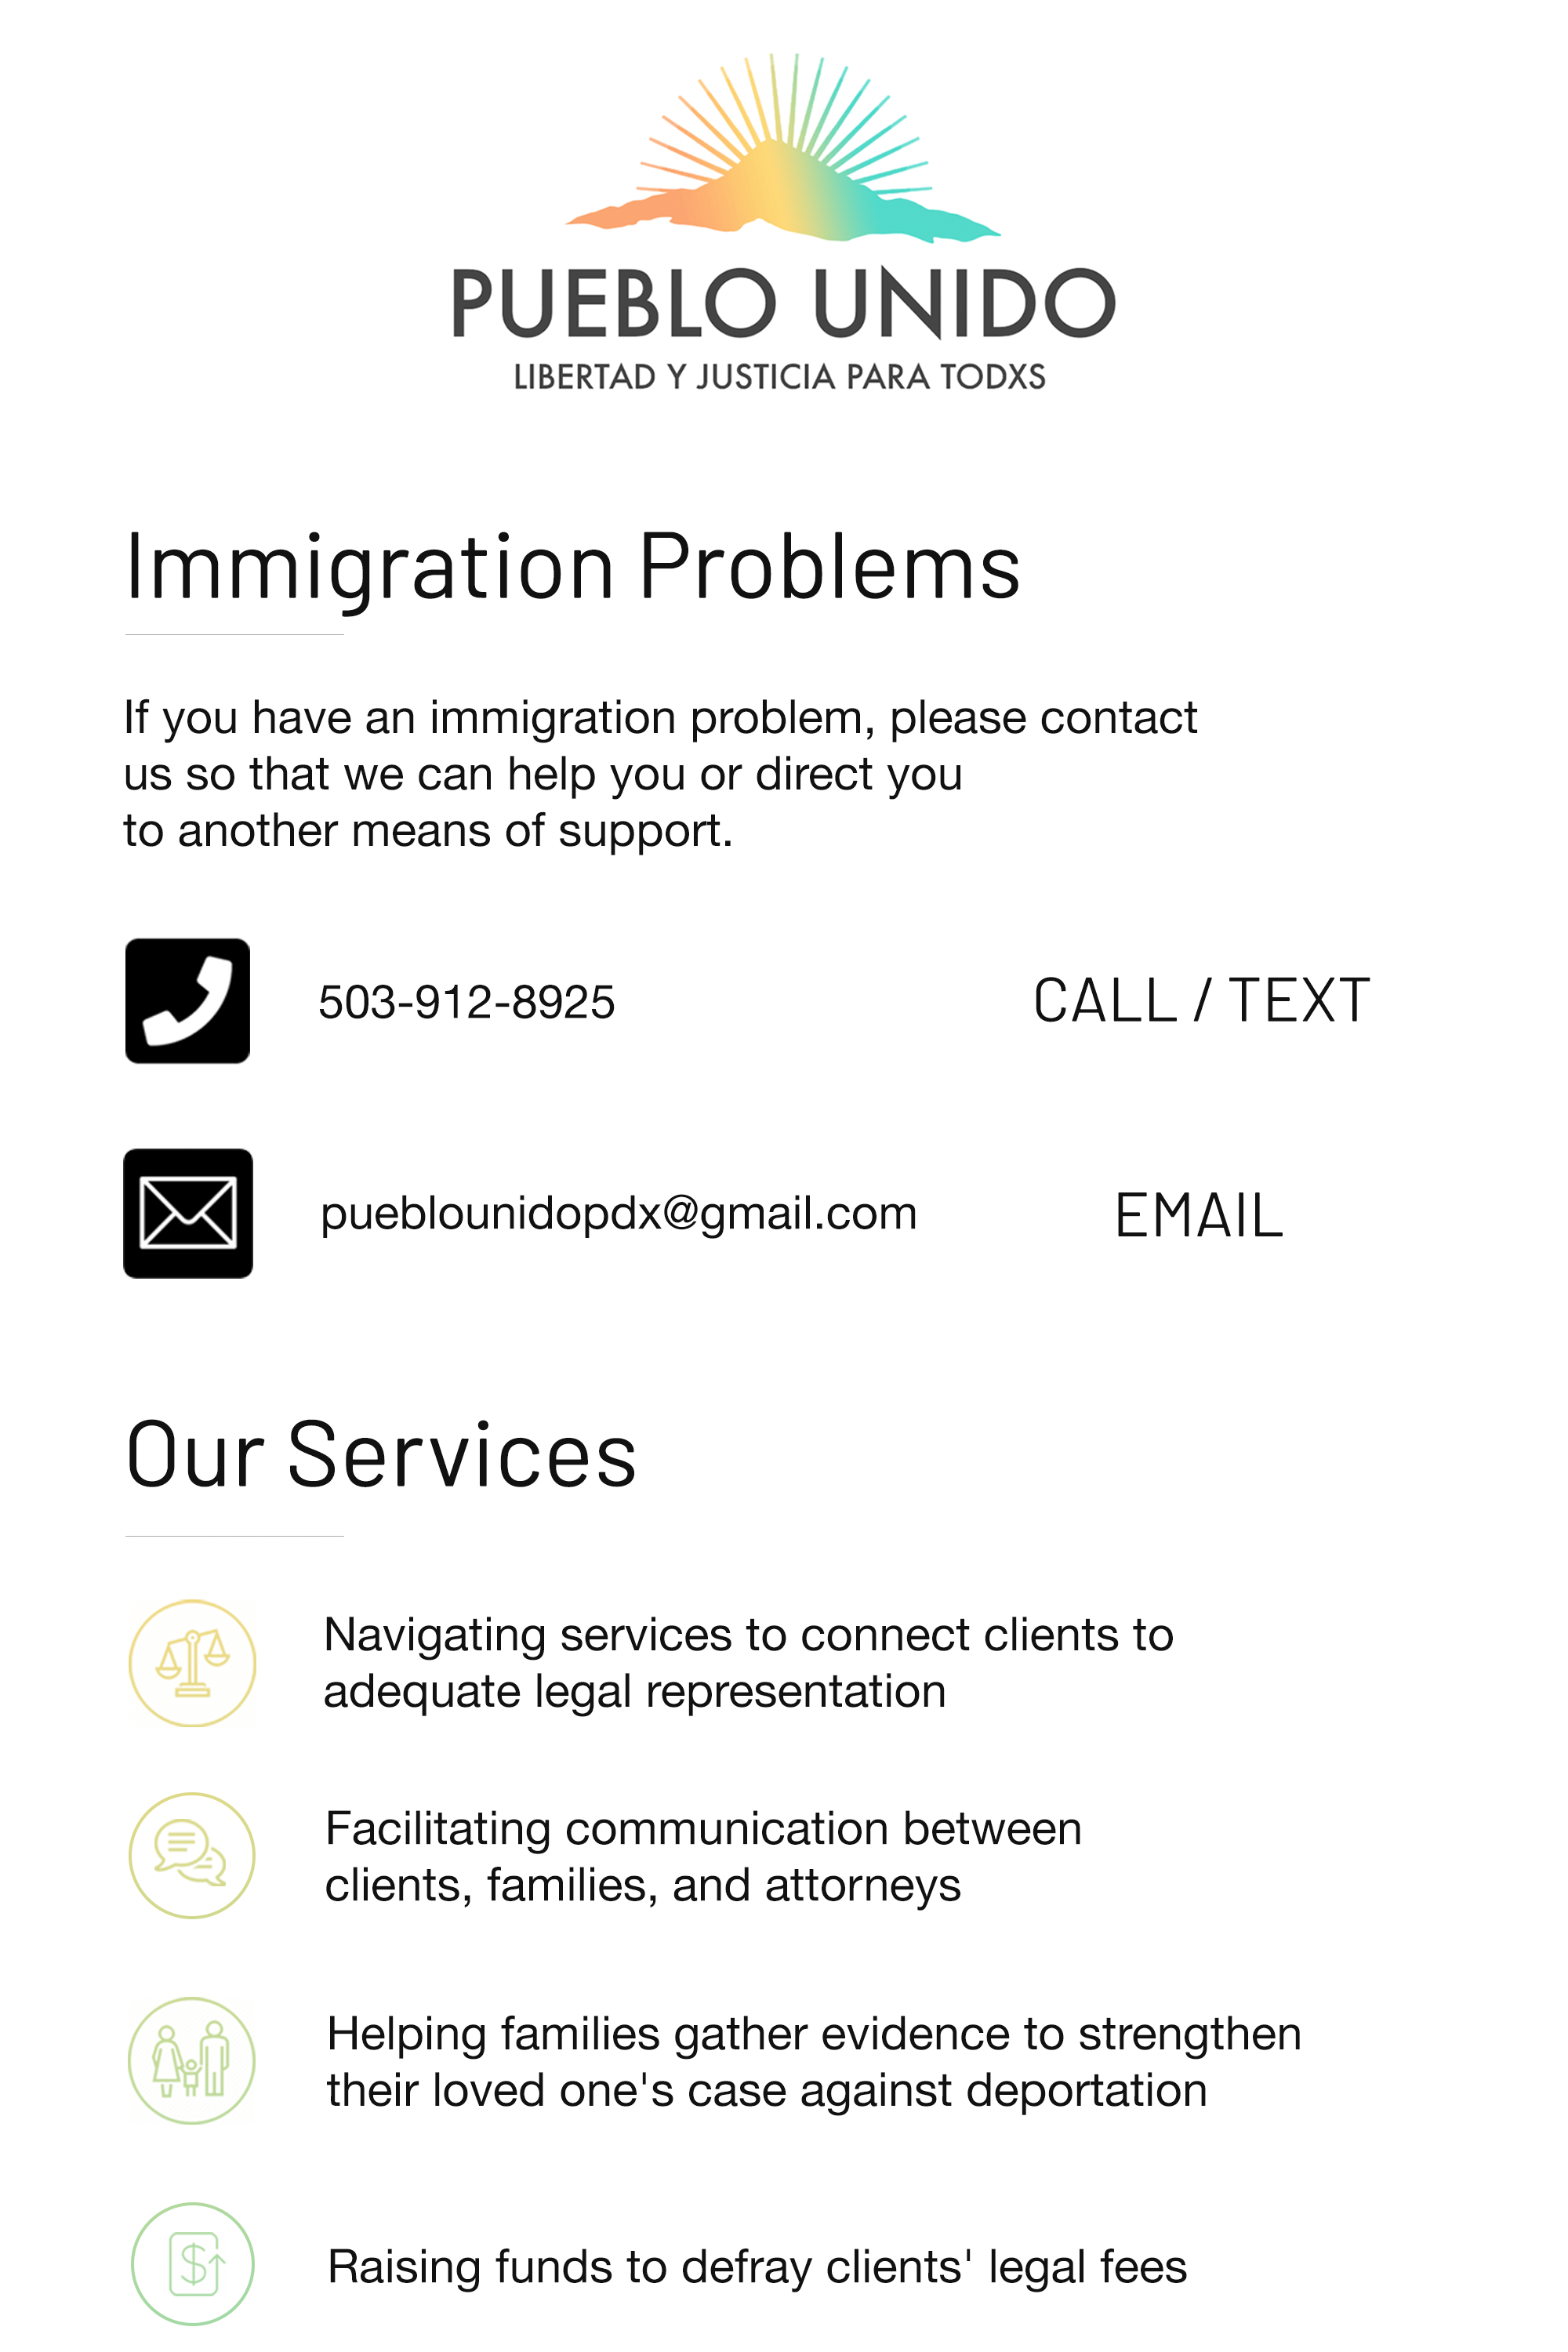 PUEBLO UNIDO
LIBERTAD Y JUSTICIA PARA TODXS
Immigration Problems
If you have an immigration problem, please contact
us so that we can help you or direct you
to another means of support.
503-912-8925
CALL / TEXT
pueblounidopdx@gmail.com
EMAIL
Our Services
Navigating services to connect clients to
adequate legal representation
Facilitating communication between
clients, families, and attorneys
Helping families gather evidence to strengthen
their loved one's case against deportation
$
Raising funds to defray clients' legal fees